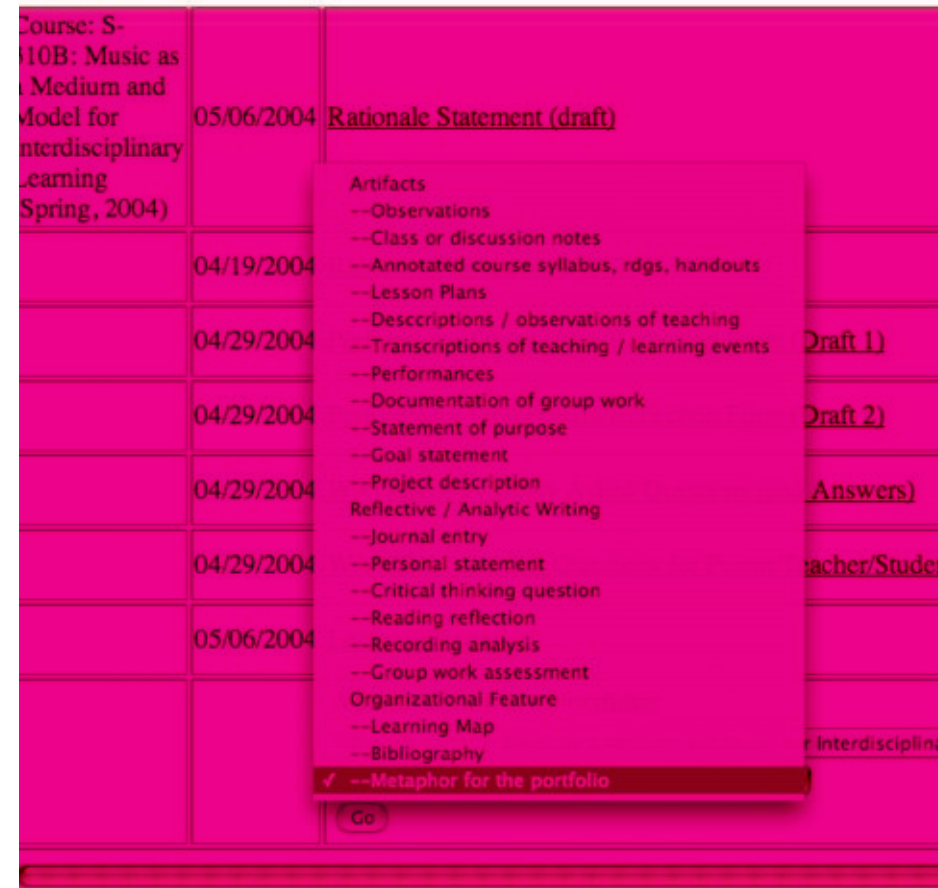 Course: S-
310B: Music as
a Medium and
Model for
Interdisciplinary
Learning
(Spring, 2004)
05/06/2004 Rationale Statement (draft)
Artifacts
--Observations
--Class or discussion notes
04/19/2004
--Annotated course syllabus, rdgs, handouts
--Lesson Plans
--Desccriptions / observations of teaching
04/29/2004
--Transcriptions of teaching / learning events
Draft 1)
--Performances
--Documentation of group work
04/29/2004
Draft 2)
--Statement of purpose
--Goal statement
--Project description
04/29/2004
Answers)
Reflective / Analytic Writing
--Journal entry
--Personal statement
04/29/2004
eacher/Stude
--Critical thinking question
--Reading reflection
05/06/2004
--Recording analysis
--Group work assessment
Organizational Feature
--Learning Map
--Bibliography
r Interdisciplina
✓ --Metaphor for the portfolio
Go